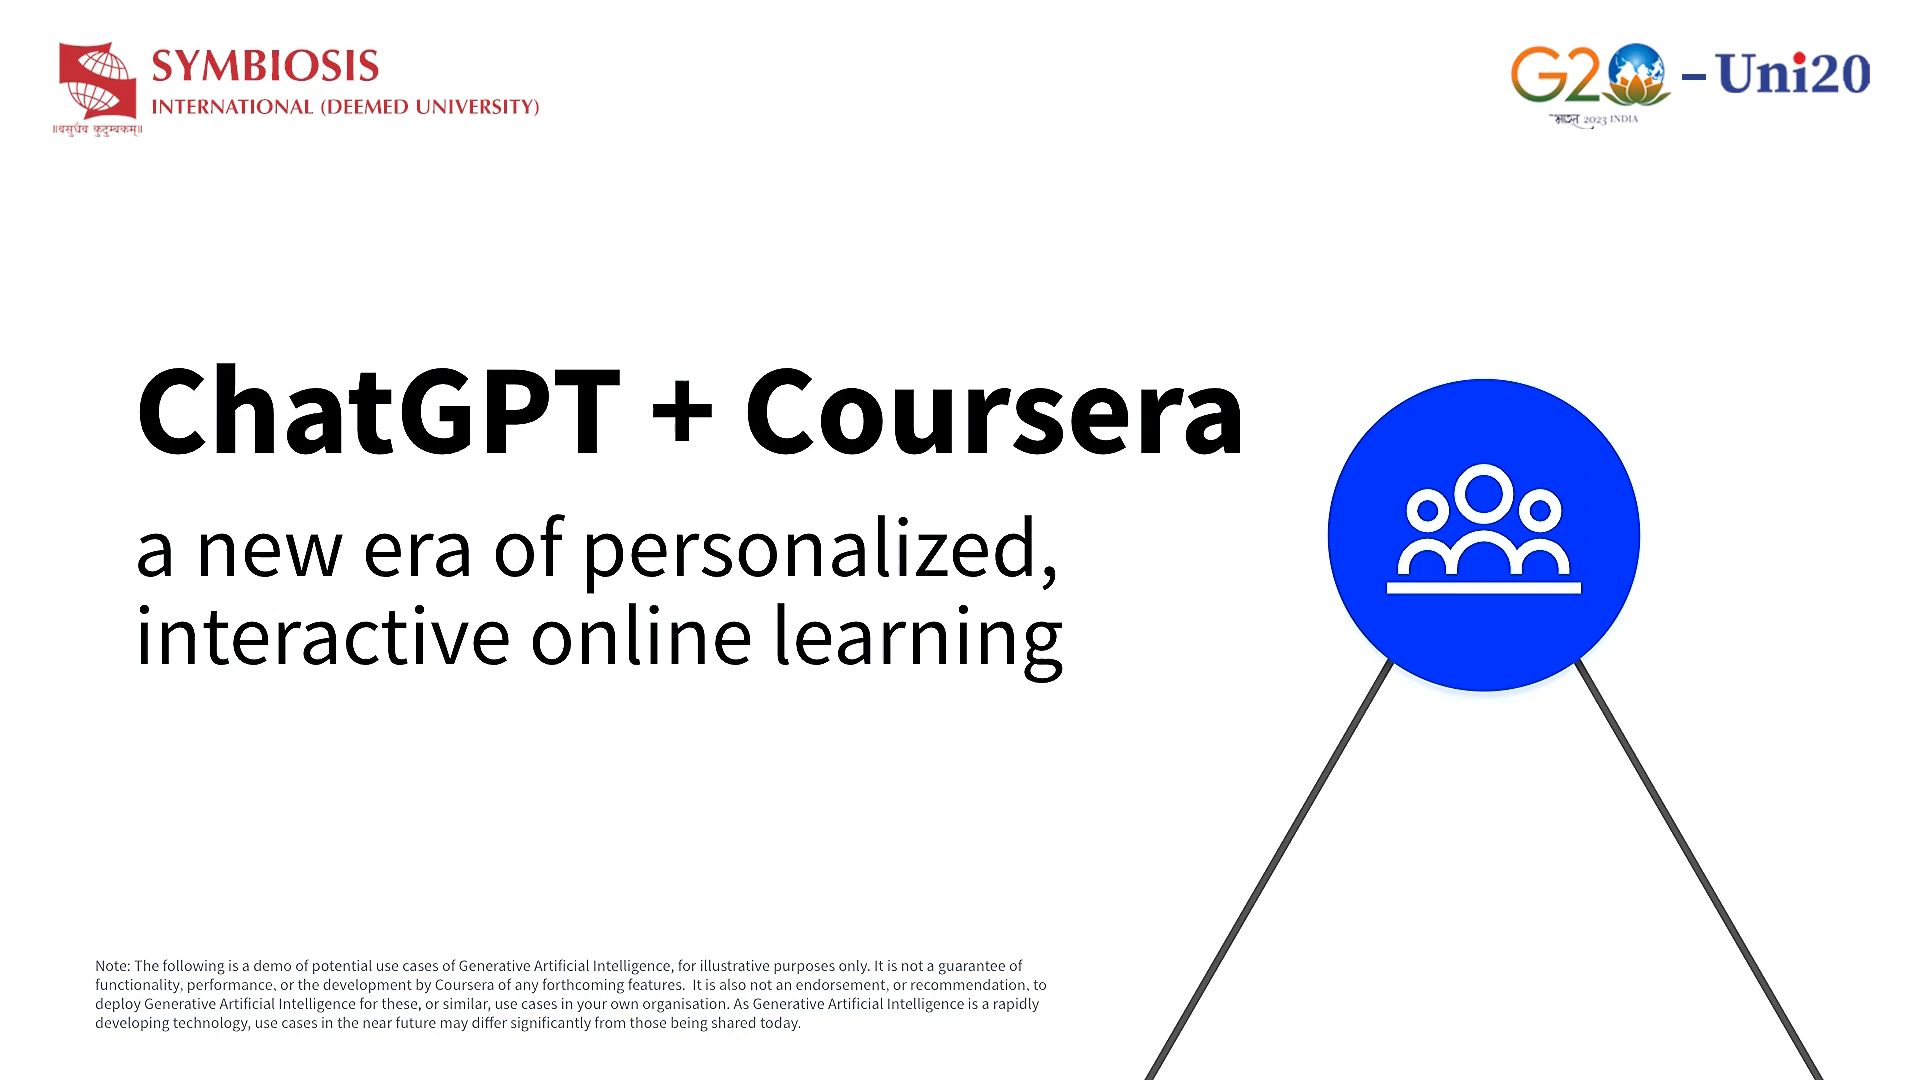 SYMBIOSIS
INTERNATIONAL (DEEMED UNIVERSITY)
॥वसुधैव कुटुम्बकम्॥
G20 – Uni20
भारत 2023 INDIA
ChatGPT + Coursera
a new era of personalized,
interactive online learning
Note: The following is a demo of potential use cases of Generative Artificial Intelligence, for illustrative purposes only. It is not a guarantee of
functionality, performance, or the development by Coursera of any forthcoming features.  It is also not an endorsement, or recommendation, to
deploy Generative Artificial Intelligence for these, or similar, use cases in your own organisation. As Generative Artificial Intelligence is a rapidly
developing technology, use cases in the near future may differ significantly from those being shared today.